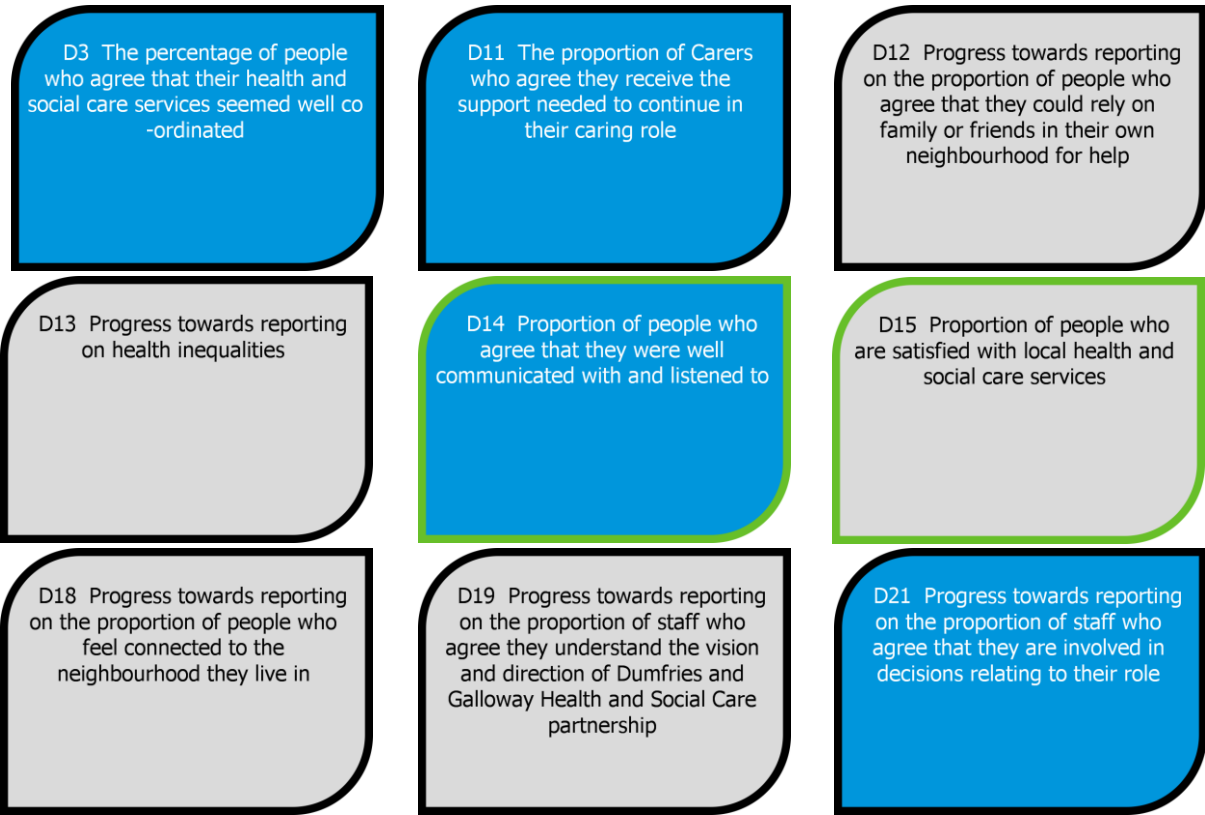 D3  The percentage of people
who agree that their health and
social care services seemed well co
-ordinated
D11  The proportion of Carers
who agree they receive the
support needed to continue in
their caring role
D12  Progress towards reporting
on the proportion of people who
agree that they could rely on
family or friends in their own
neighbourhood for help
D13  Progress towards reporting
on health inequalities
D14  Proportion of people who
agree that they were well
communicated with and listened to
D15  Proportion of people who
are satisfied with local health and
social care services
D18  Progress towards reporting
on the proportion of people who
feel connected to the
neighbourhood they live in
D19  Progress towards reporting
on the proportion of staff who
agree they understand the vision
and direction of Dumfries and
Galloway Health and Social Care
partnership
D21  Progress towards reporting
on the proportion of staff who
agree that they are involved in
decisions relating to their role